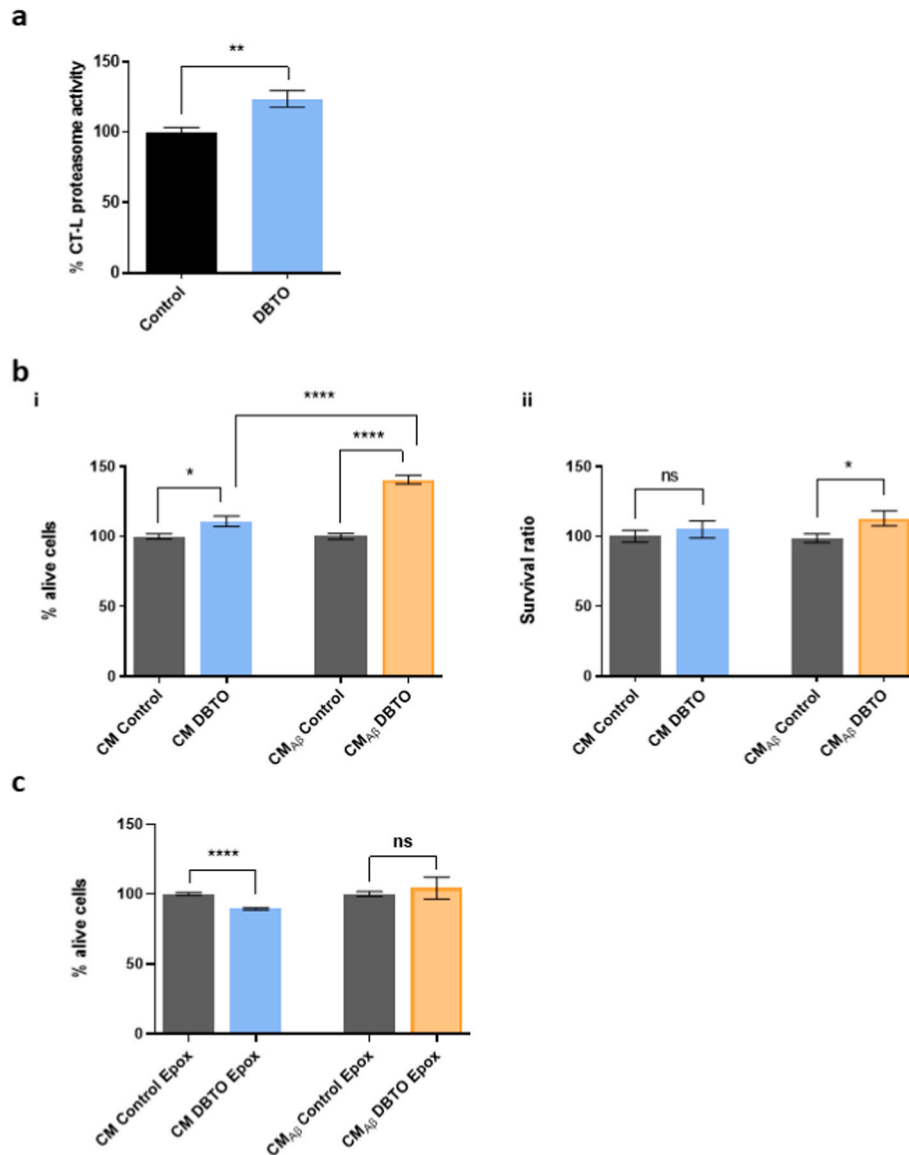 a
% CT-L proteasome activity
150
100
50
0
**
Control
DBTO
b
i
% alive cells
150
100
50
0
*
****
****
CM Control
CM DBTO
CMAβ Control
CMAβ DBTO
ii
Survival ratio
150
100
50
0
ns
*
CM Control
CM DBTO
CMAβ Control
CMAβ DBTO
c
% alive cells
150
100
50
0
****
ns
CM Control Epox
CM DBTO Epox
CMAβ Control Epox
CMAβ DBTO Epox